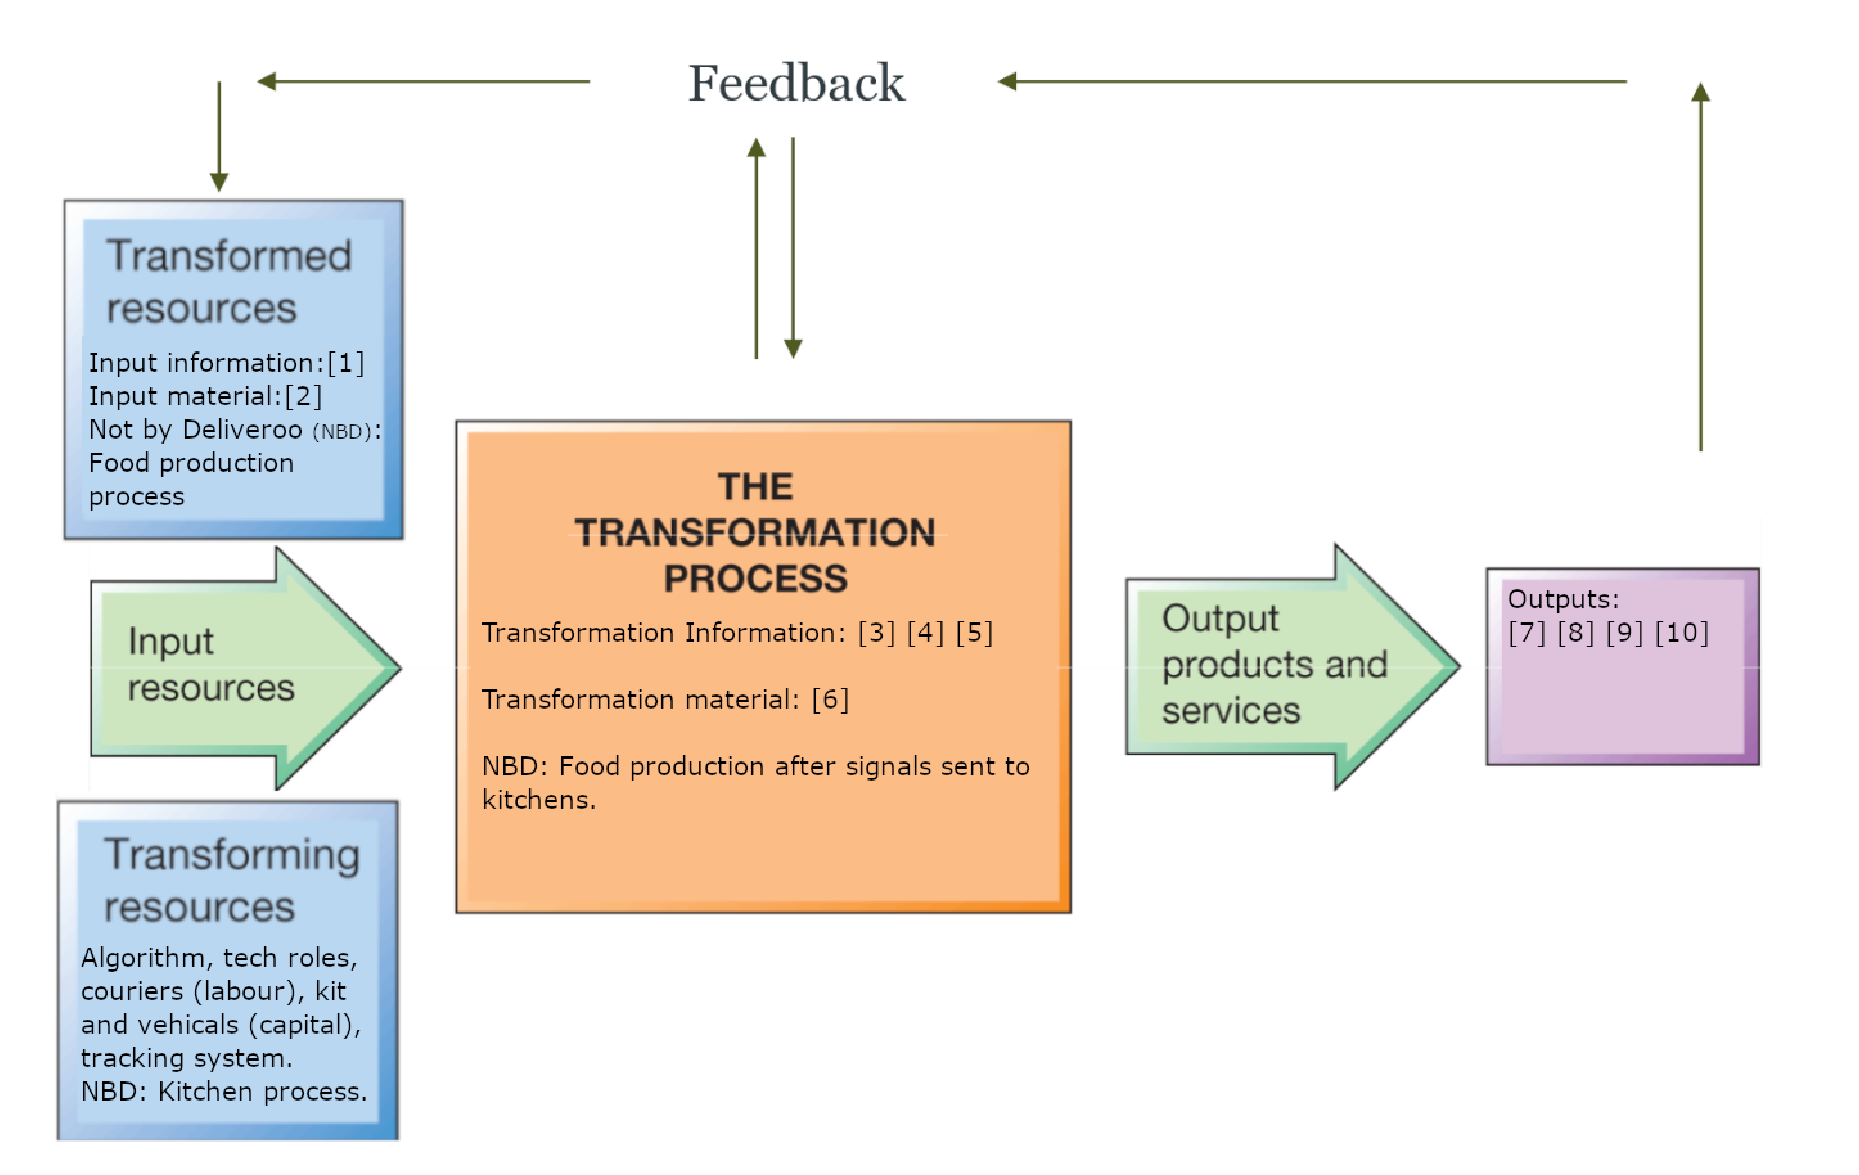 Feedback
Transformed
resources
Input information:[1]
Input material:[2]
Not by Deliveroo (NBD):
Food production
process
Input
resources
Transforming
resources
Algorithm, tech roles,
couriers (labour), kit
and vehicals (capital),
tracking system.
NBD: Kitchen process.
THE
TRANSFORMATION
PROCESS
Transformation Information: [3] [4] [5]
Transformation material: [6]
NBD: Food production after signals sent to
kitchens.
Output
products and
services
Outputs:
[7] [8] [9] [10]